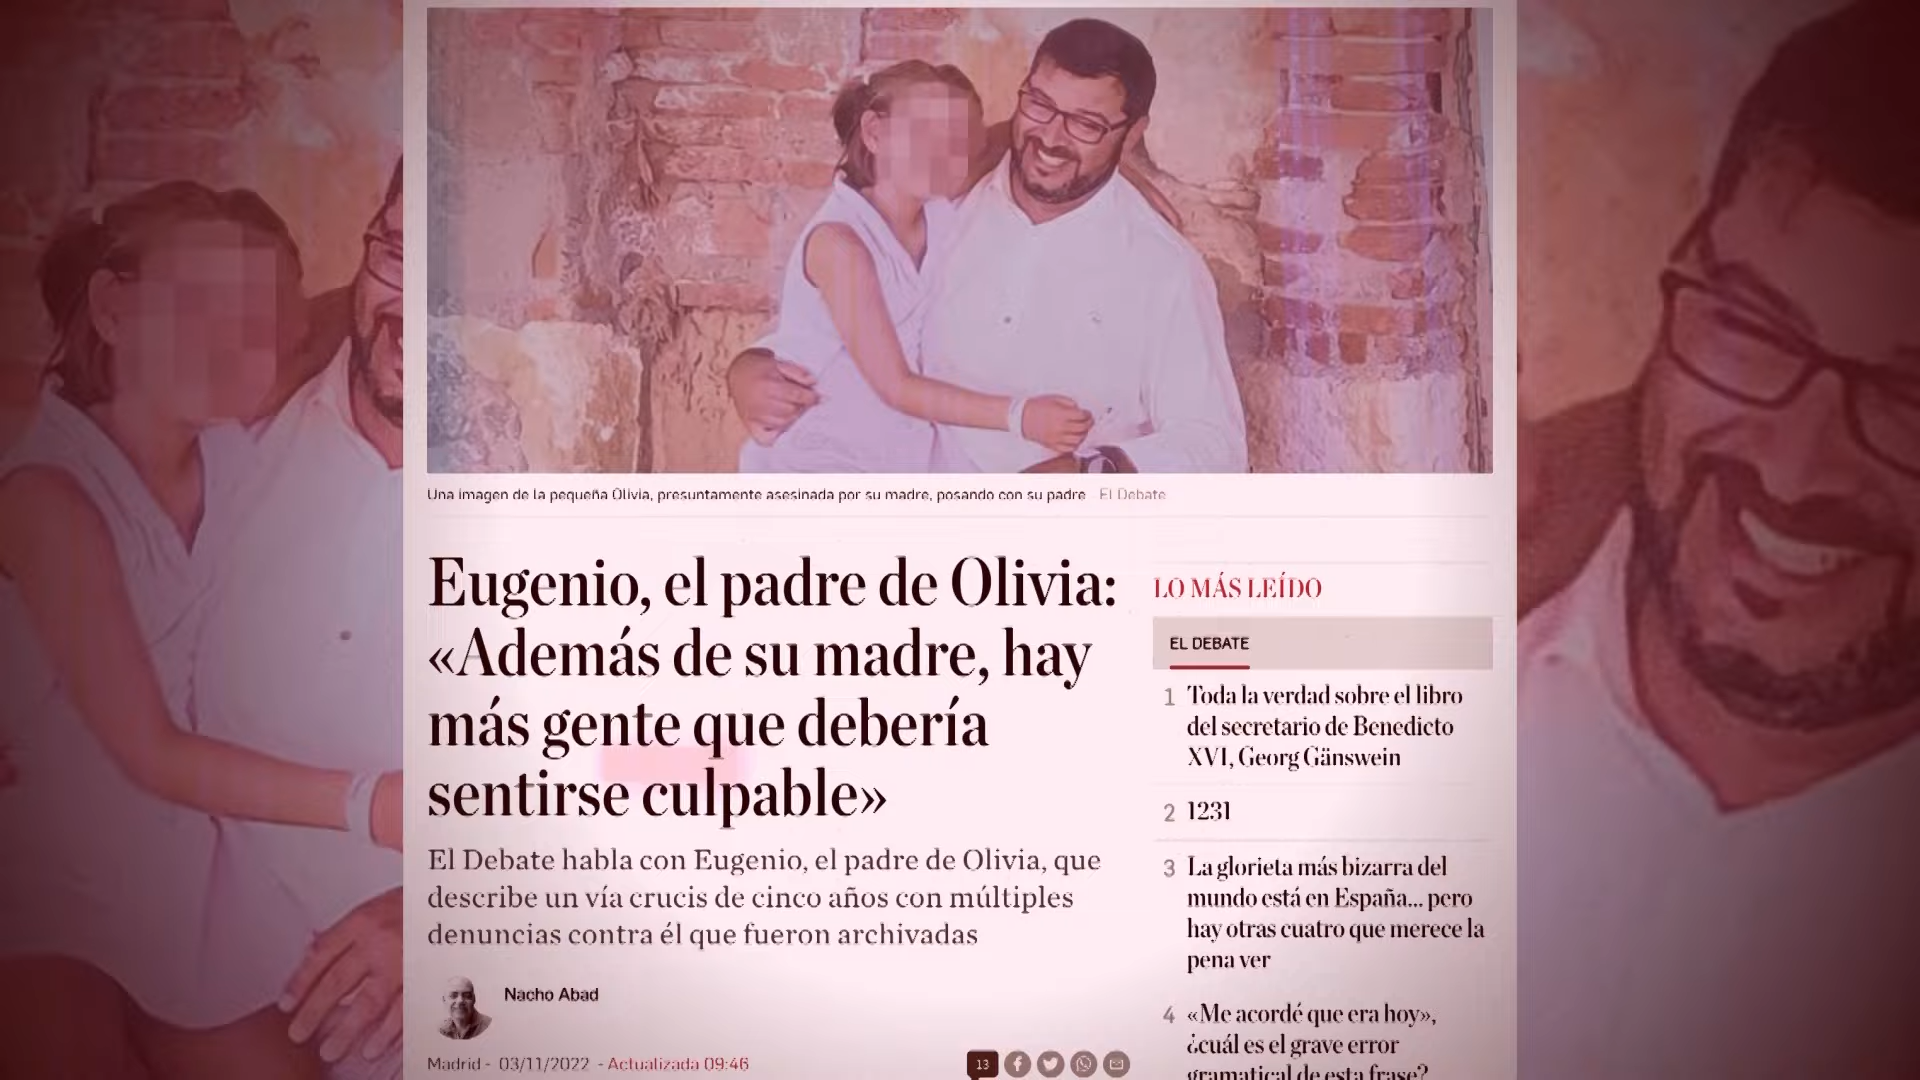 Una imagen de la pequeña Olivia, presuntamente asesinada por su madre, posando con su padre El Debate
Eugenio, el padre de Olivia:
«Además de su madre, hay
más gente que debería
sentirse culpable»
El Debate habla con Eugenio, el padre de Olivia, que
describe un vía crucis de cinco años con múltiples
denuncias contra él que fueron archivadas
Nacho Abad
Madrid - 03/11/2022 - Actualizada 09:46
13
LO MÁS LEÍDO
EL DEBATE
1 Toda la verdad sobre el libro
del secretario de Benedicto
XVI, Georg Gänswein
2 1231
3 La glorieta más bizarra del
mundo está en España... pero
hay otras cuatro que merece la
pena ver
4 «Me acordé que era hoy»,
¿cuál es el grave error
gramatical de esta frase?